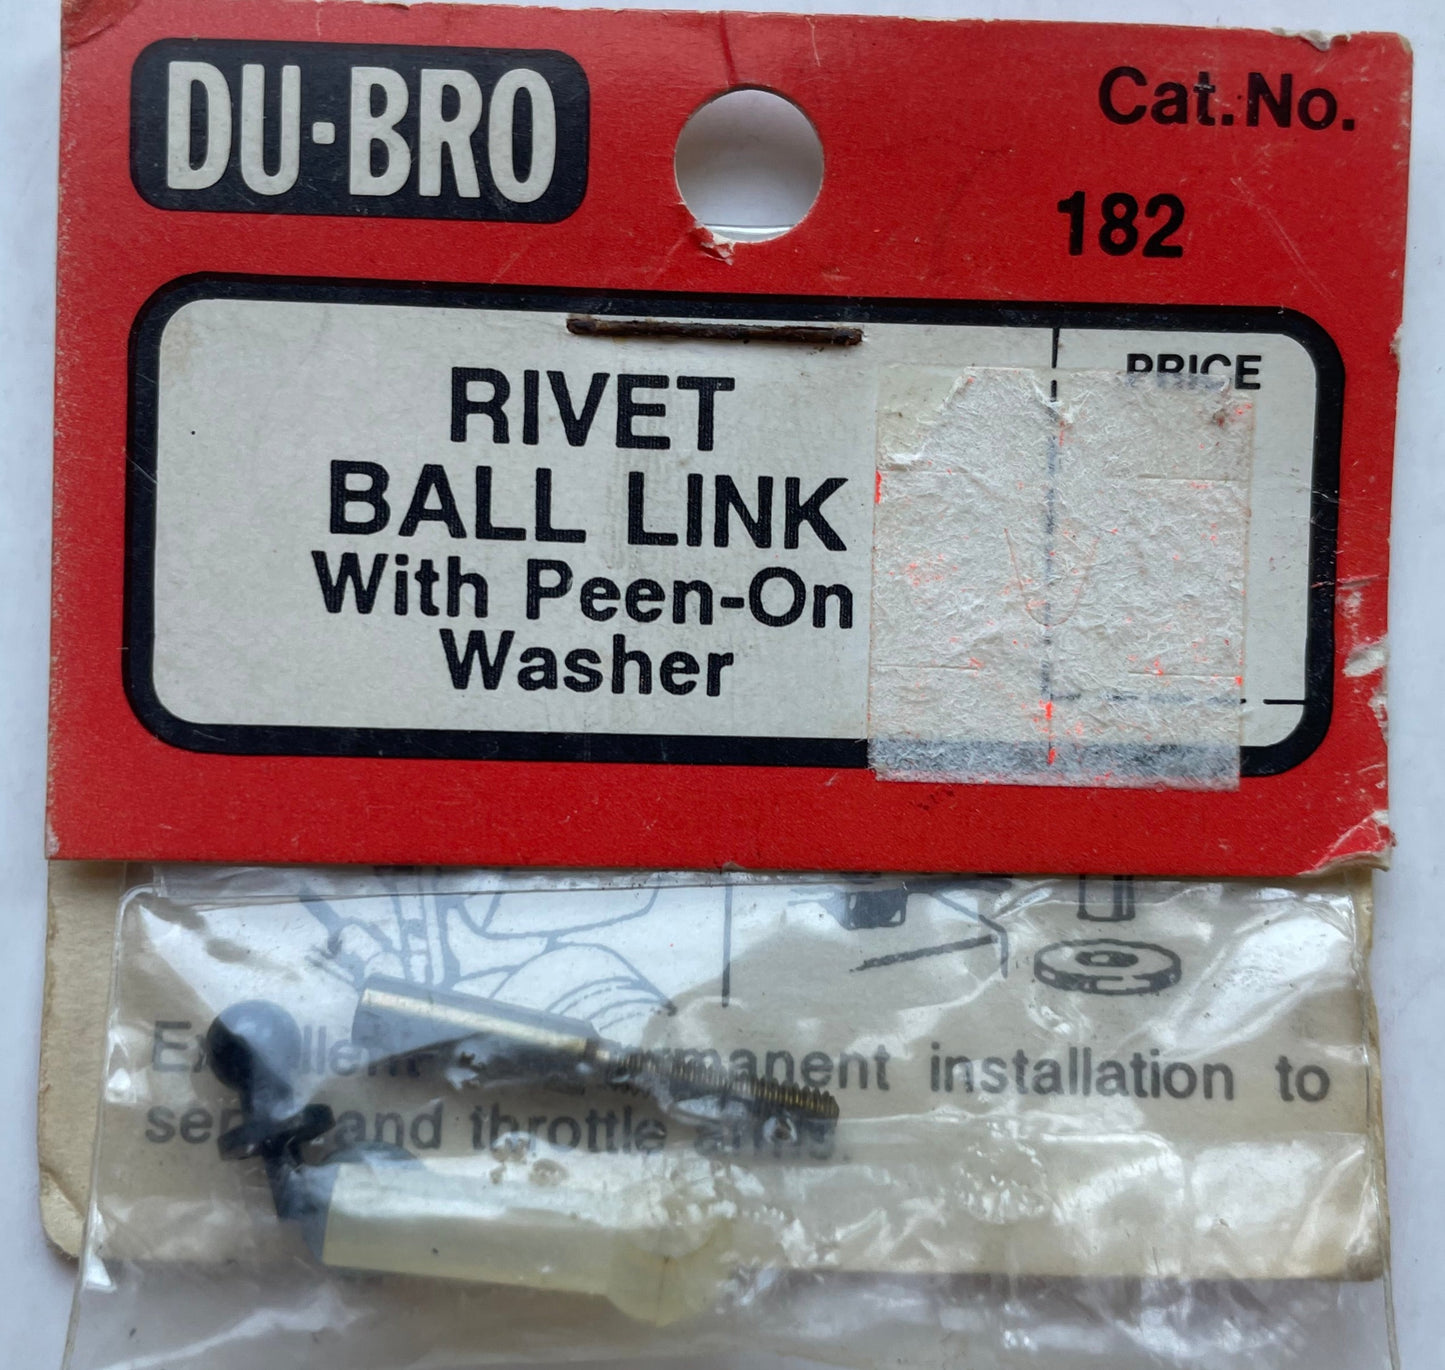 DU-BRO
Cat. No.
182
RIVET
BALL LINK
With Peen-On
Washer
PRICE
installation to
and throttle